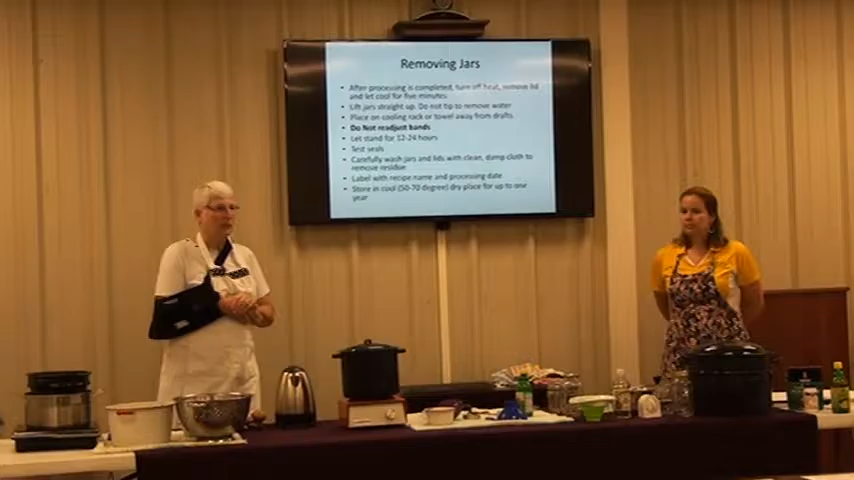 Removing Jars
• After processing is completed, turn off heat, remove lid
and let cool for five minutes
• Lift jars straight up. Do not tip to remove water
• Place on cooling rack or towel away from drafts
• Do Not readjust bands
• Let stand for 12-24 hours
• Test seals
• Carefully wash jars and lids with clean, damp cloth to
remove residue
• Label with recipe name and processing date
• Store in cool (50-70 degree) dry place for up to one
year